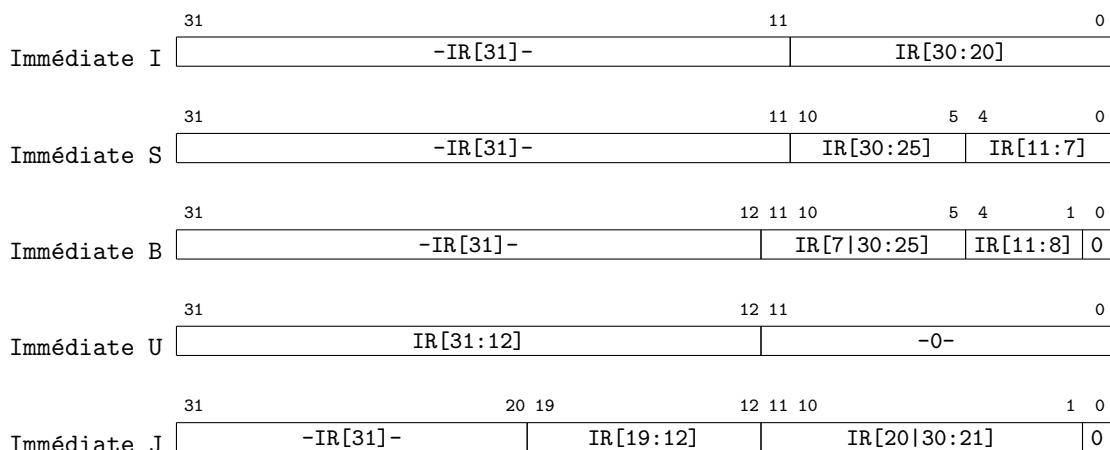 31 11 0
Immédiate I -IR[31]- IR[30:20]
31 11 10 5 4 0
Immédiate S -IR[31]- IR[30:25] IR[11:7]
31 12 11 10 5 4 1 0
Immédiate B -IR[31]- IR[7|30:25] IR[11:8] 0
31 12 11 0
Immédiate U IR[31:12] -0-
31 20 19 12 11 10 1 0
Immédiate J -IR[31]- IR[19:12] IR[20|30:21] 0